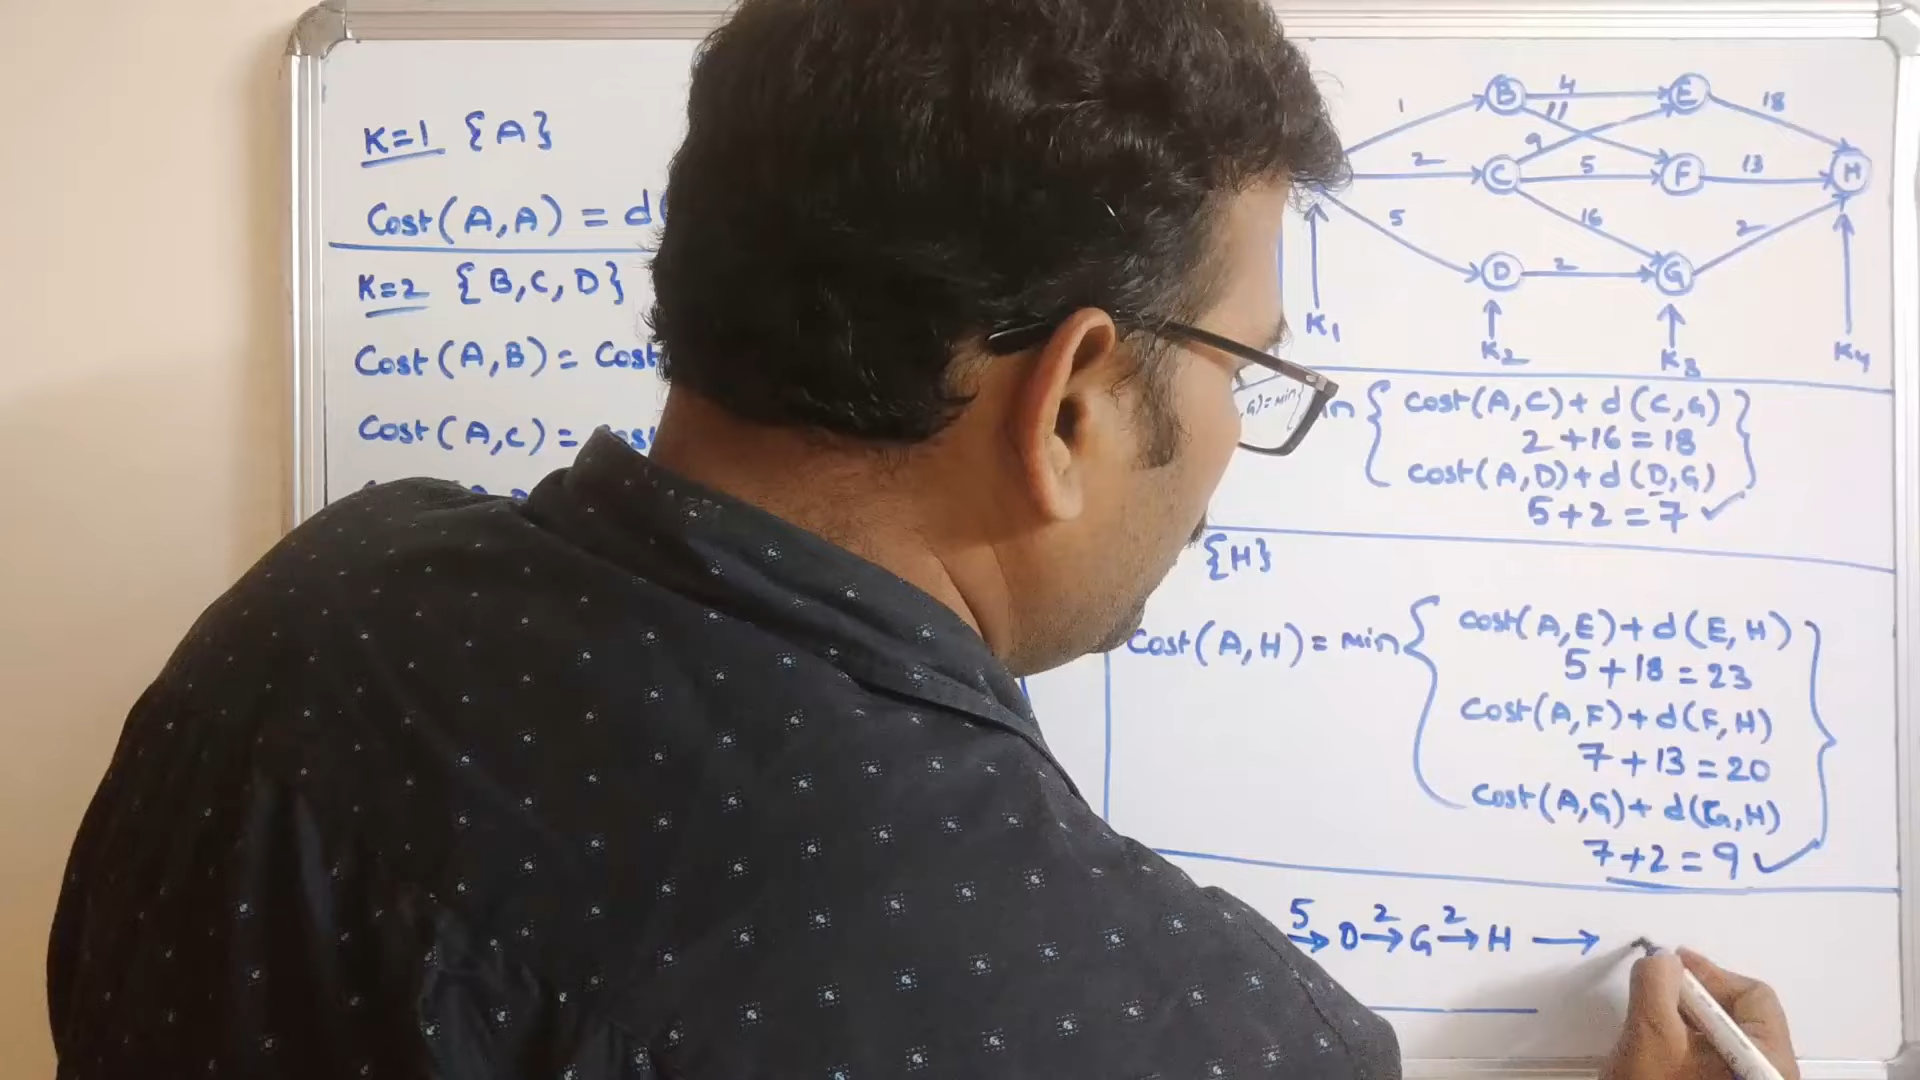 K=1 {A}
Cost(A,A) = d(
K=2 {B,C,D}
Cost(A,B) = Cost
Cost(A,C) = Cost
1
2
5
B
C
D
4
11
9
5
16
2
E
F
G
18
13
2
H
K1
K2
K3
K4
in { cost(A,C) + d(C,G)
2 + 16 = 18
cost(A,D) + d(D,G) }
5 + 2 = 7 ✓
{H}
Cost(A,H) = min { cost(A,E) + d(E,H)
5 + 18 = 23
cost(A,F) + d(F,H)
7 + 13 = 20
cost(A,G) + d(G,H) }
7 + 2 = 9 ✓
5→ D 2→ G 2→ H →